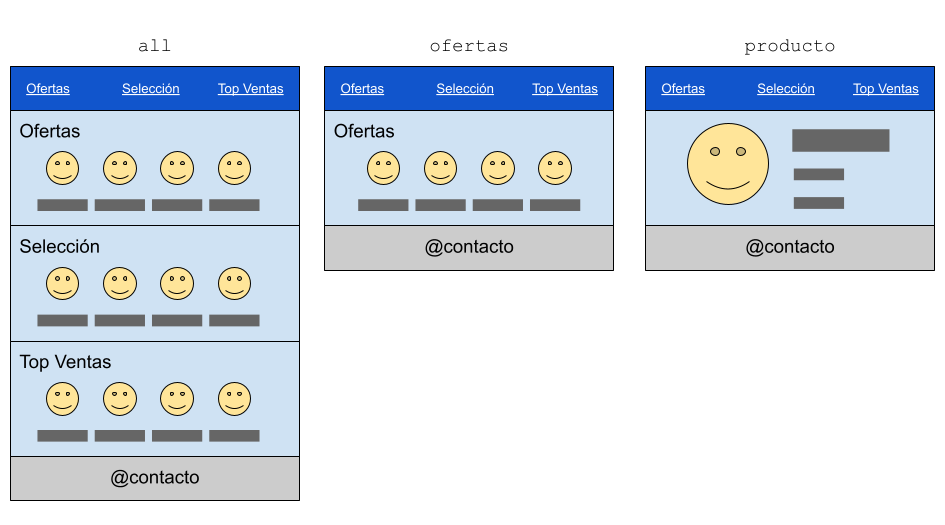 all
Ofertas Selección Top Ventas
Ofertas
Selección
Top Ventas
@contacto
ofertas
Ofertas Selección Top Ventas
Ofertas
@contacto
producto
Ofertas Selección Top Ventas
@contacto